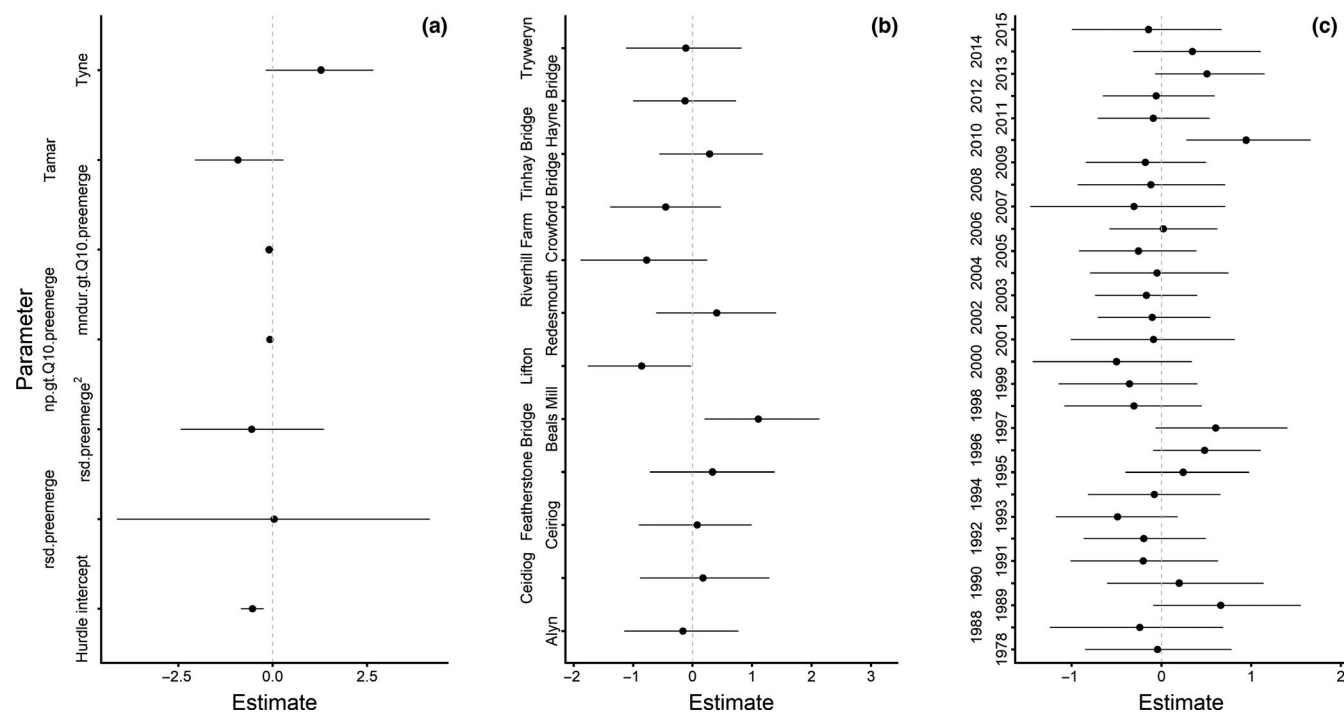 (a)
Parameter
Tyne
Tamar
mndur.gt.Q10.preemerge
np.gt.Q10.preemerge
rsd.preemerge²
rsd.preemerge
Hurdle intercept
−2.5 0.0 2.5
Estimate
(b)
Tryweryn
Hayne Bridge
Tinhay Bridge
Crowford Bridge
Riverhill Farm
Redesmouth
Lifton
Beals Mill
Featherstone Bridge
Ceiriog
Ceidiog
Alyn
−2 −1 0 1 2 3
Estimate
(c)
2015
2014
2013
2012
2011
2010
2009
2008
2007
2006
2005
2004
2003
2002
2001
2000
1999
1998
1997
1996
1995
1994
1993
1992
1991
1990
1989
1988
1978
−1 0 1 2
Estimate